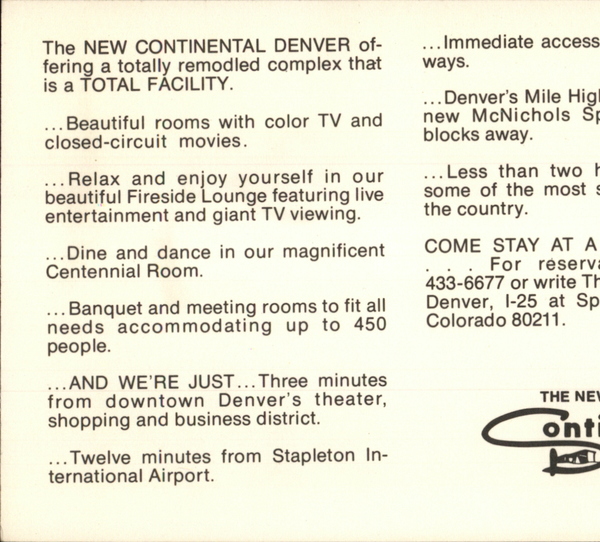 The NEW CONTINENTAL DENVER of-
fering a totally remodled complex that
is a TOTAL FACILITY.
...Beautiful rooms with color TV and
closed-circuit movies.
...Relax and enjoy yourself in our
beautiful Fireside Lounge featuring live
entertainment and giant TV viewing.
...Dine and dance in our magnificent
Centennial Room.
...Banquet and meeting rooms to fit all
needs accommodating up to 450
people.
...AND WE'RE JUST...Three minutes
from downtown Denver's theater,
shopping and business district.
...Twelve minutes from Stapleton In-
ternational Airport.
...Immediate access
ways.
...Denver's Mile Hig
new McNichols Sp
blocks away.
...Less than two h
some of the most s
the country.
COME STAY AT A
. . . For reserva
433-6677 or write Th
Denver, I-25 at Sp
Colorado 80211.
THE NEW
Conti